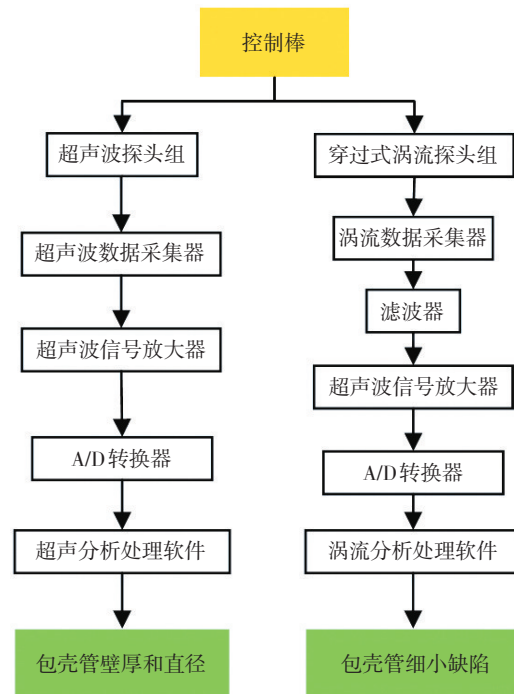 控制棒
超声波探头组
超声波数据采集器
超声波信号放大器
A/D转换器
超声分析处理软件
包壳管壁厚和直径
穿过式涡流探头组
涡流数据采集器
滤波器
超声波信号放大器
A/D转换器
涡流分析处理软件
包壳管细小缺陷